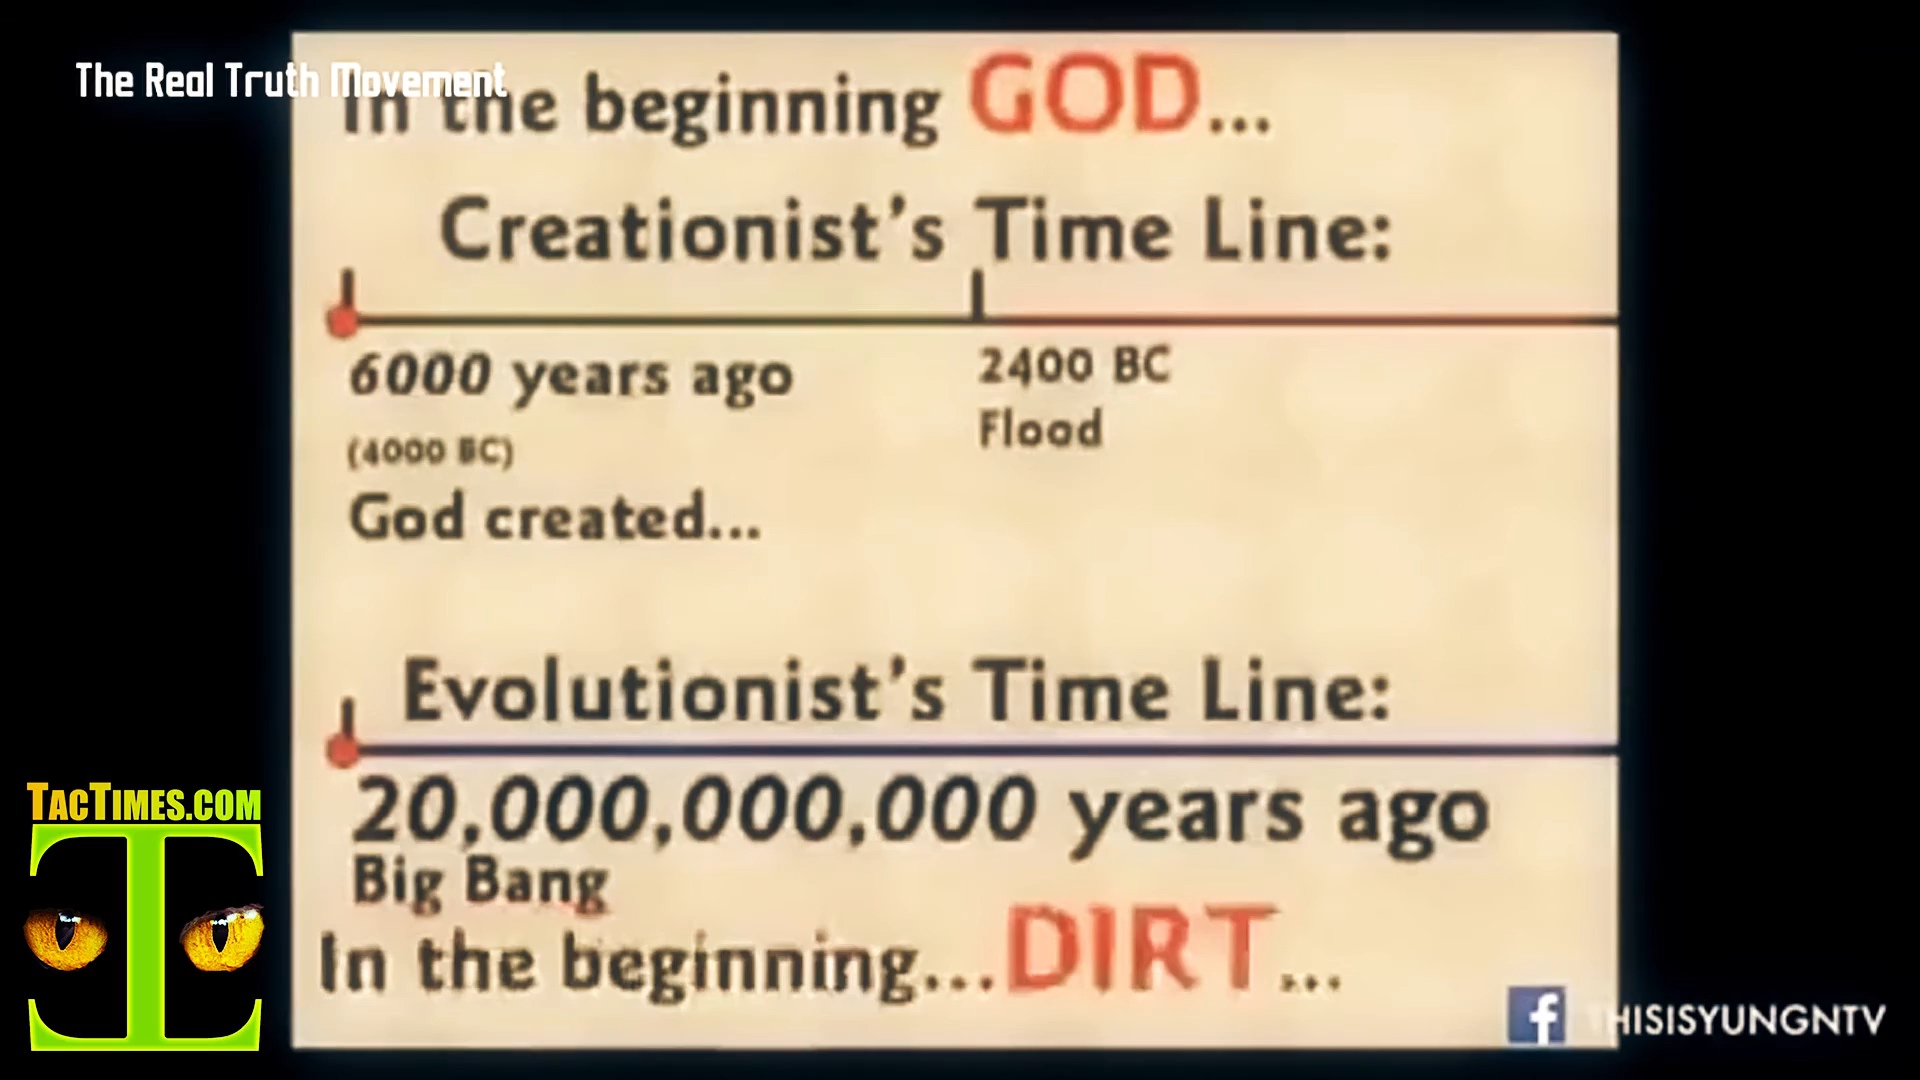 The Real Truth Movement
In the beginning GOD...
Creationist's Time Line:
6000 years ago
(4000 BC)
God created...
2400 BC
Flood
Evolutionist's Time Line:
20,000,000,000 years ago
Big Bang
In the beginning...DIRT...
TACTIMES.COM
THISISYUNGNTV